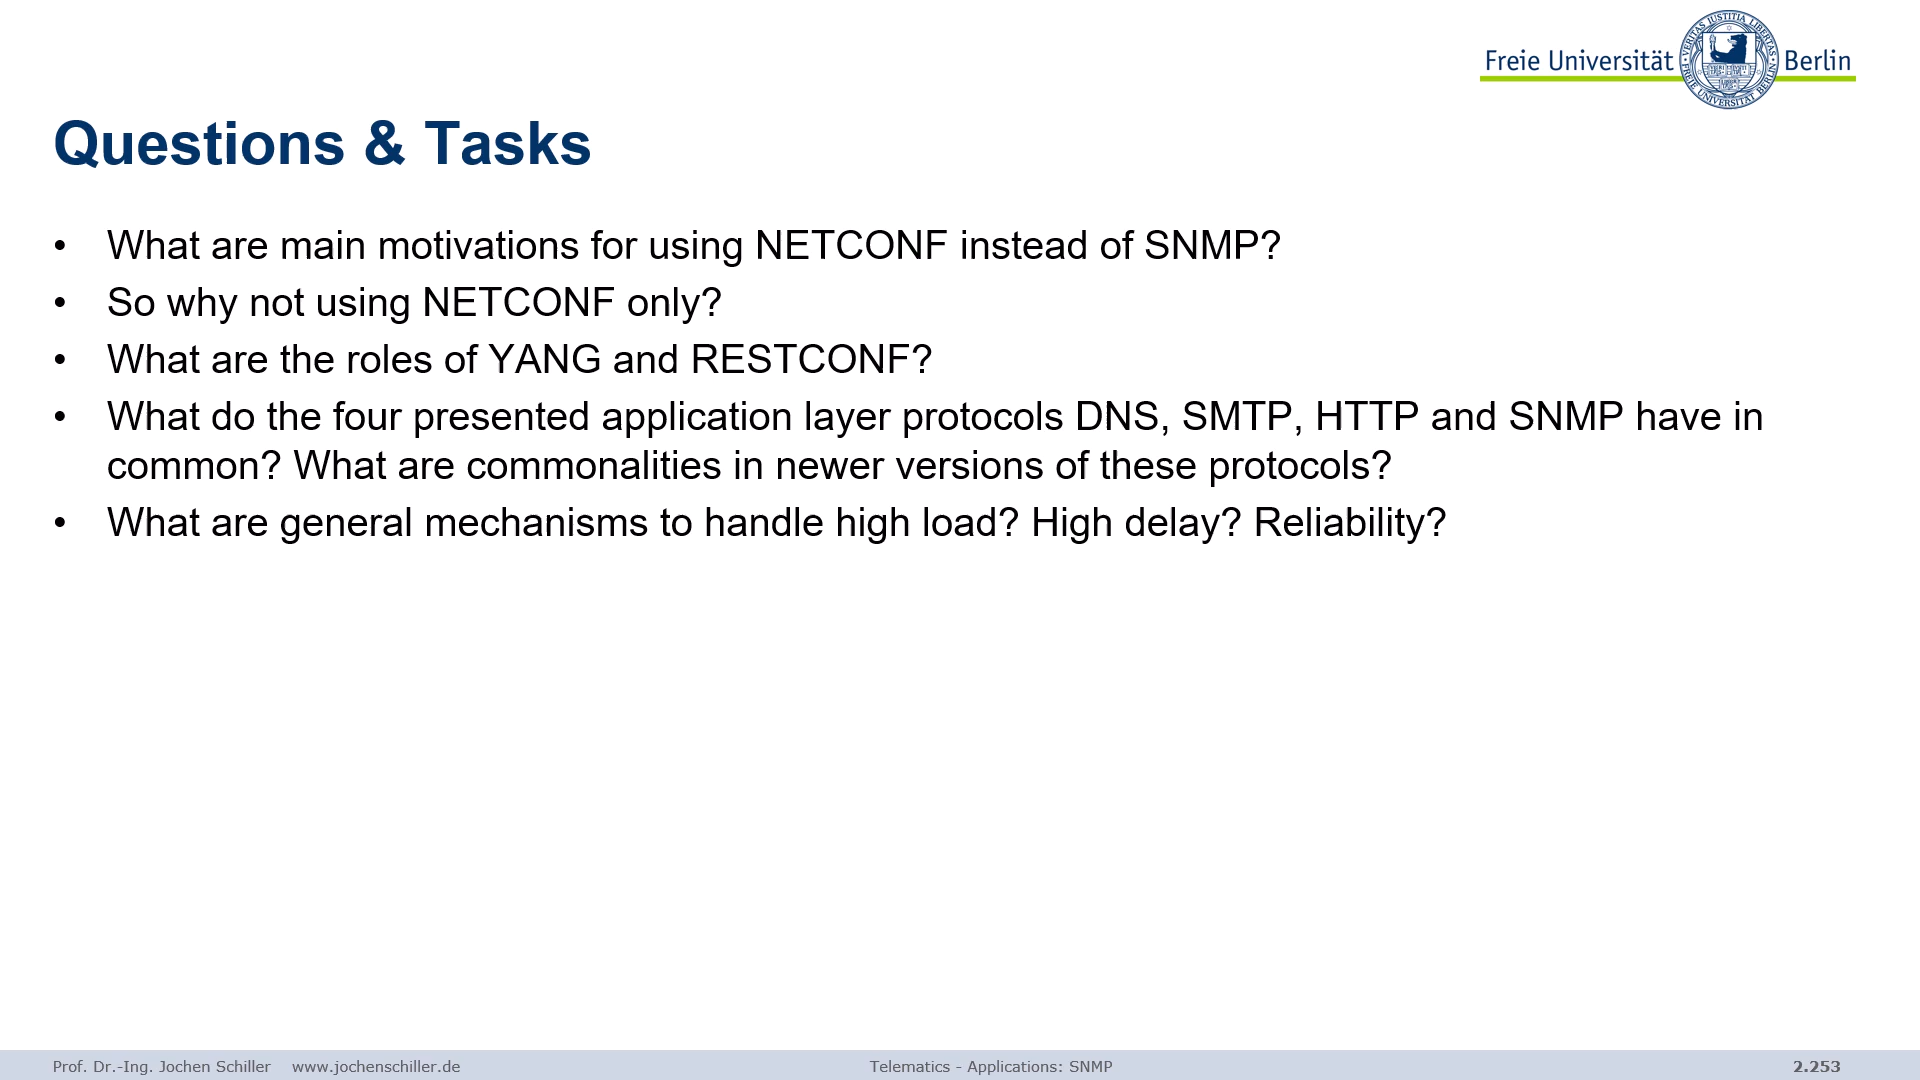 Freie Universität Berlin
Questions & Tasks
• What are main motivations for using NETCONF instead of SNMP?
• So why not using NETCONF only?
• What are the roles of YANG and RESTCONF?
• What do the four presented application layer protocols DNS, SMTP, HTTP and SNMP have in
common? What are commonalities in newer versions of these protocols?
• What are general mechanisms to handle high load? High delay? Reliability?
Prof. Dr.-Ing. Jochen Schiller www.jochenschiller.de Telematics - Applications: SNMP 2.253